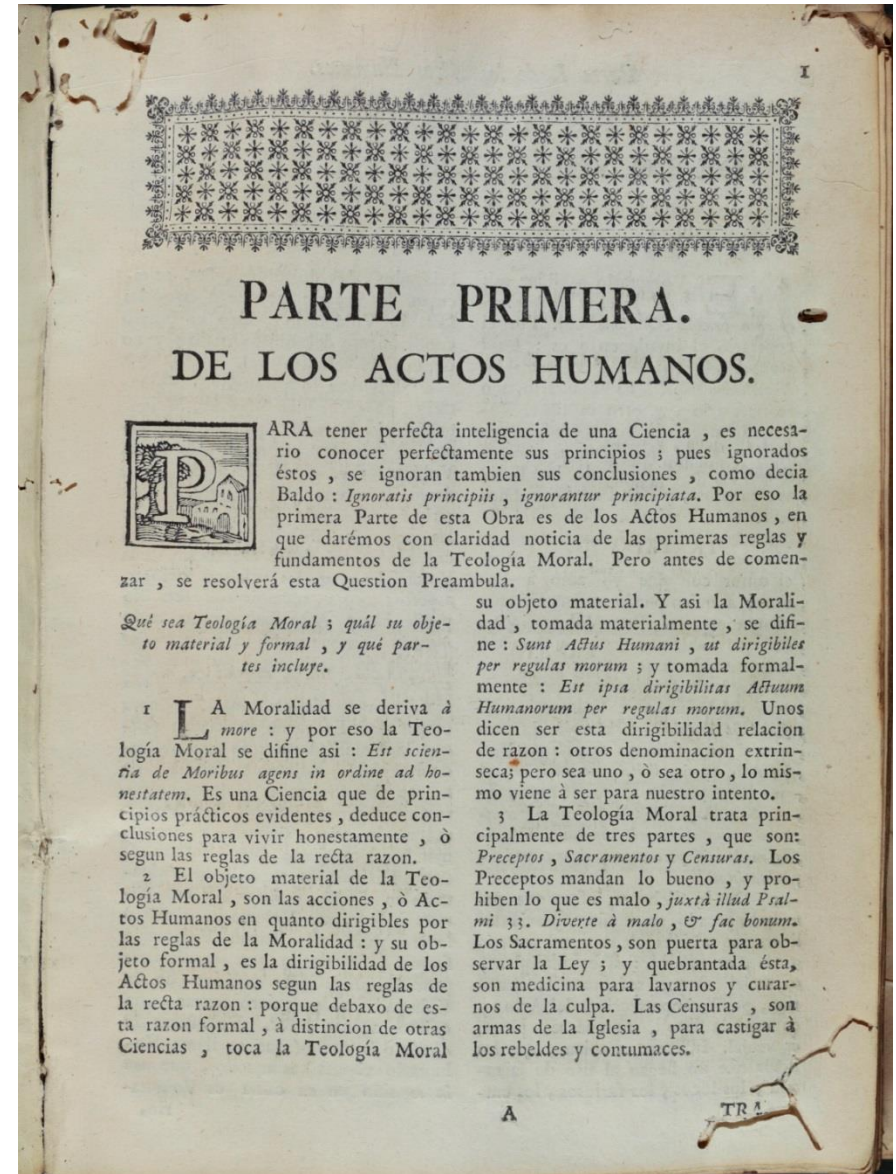 1
PARTE PRIMERA.
DE LOS ACTOS HUMANOS.
PARA tener perfecta inteligencia de una Ciencia , es necesa-
rio conocer perfectamente sus principios ; pues ignorados
éstos , se ignoran tambien sus conclusiones , como decia
Baldo : Ignoratis principiis , ignorantur principiata. Por eso la
primera Parte de esta Obra es de los Actos Humanos , en
que darémos con claridad noticia de las primeras reglas y
fundamentos de la Teología Moral. Pero antes de comen-
zar , se resolverá esta Question Preambula.
Qué sea Teología Moral ; quál su obje-
to material y formal , y qué par-
tes incluye.
1 LA Moralidad se deriva à
more : y por eso la Teo-
logía Moral se difine asi : Est scien-
tia de Moribus agens in ordine ad ho-
nestatem. Es una Ciencia que de prin-
cipios prácticos evidentes , deduce con-
clusiones para vivir honestamente , ò
segun las reglas de la recta razon.
2 El objeto material de la Teo-
logía Moral , son las acciones , ò Ac-
tos Humanos en quanto dirigibles por
las reglas de la Moralidad : y su ob-
jeto formal , es la dirigibilidad de los
Actos Humanos segun las reglas de
la recta razon : porque debaxo de es-
ta razon formal , à distincion de otras
Ciencias , toca la Teología Moral
su objeto material. Y asi la Morali-
dad , tomada materialmente , se difi-
ne : Sunt Actus Humani , ut dirigibiles
per regulas morum ; y tomada formal-
mente : Est ipsa dirigibilitas Actuum
Humanorum per regulas morum. Unos
dicen ser esta dirigibilidad relacion
de razon : otros denominacion extrin-
seca; pero sea uno , ò sea otro , lo mis-
mo viene à ser para nuestro intento.
3 La Teología Moral trata prin-
cipalmente de tres partes , que son:
Preceptos , Sacramentos y Censuras. Los
Preceptos mandan lo bueno , y pro-
hiben lo que es malo , juxtà illud Psal-
mi 33. Diverte à malo , & fac bonum.
Los Sacramentos , son puerta para ob-
servar la Ley ; y quebrantada ésta,
son medicina para lavarnos y curar-
nos de la culpa. Las Censuras , son
armas de la Iglesia , para castigar à
los rebeldes y contumaces.
A
TRA